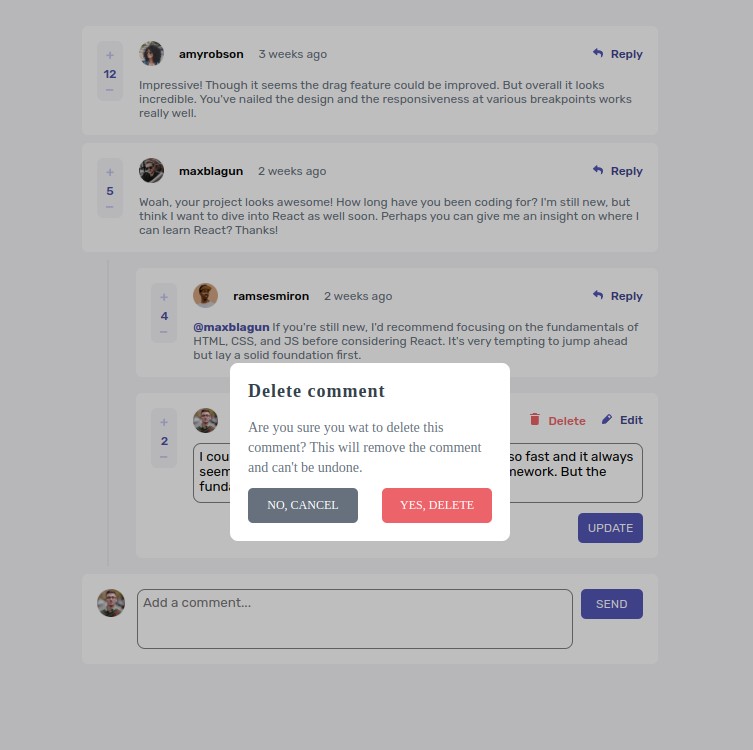 +
12
−
amyrobson 3 weeks ago Reply
Impressive! Though it seems the drag feature could be improved. But overall it looks
incredible. You've nailed the design and the responsiveness at various breakpoints works
really well.
+
5
−
maxblagun 2 weeks ago Reply
Woah, your project looks awesome! How long have you been coding for? I'm still new, but
think I want to dive into React as well soon. Perhaps you can give me an insight on where I
can learn React? Thanks!
+
4
−
ramsesmiron 2 weeks ago Reply
@maxblagun If you're still new, I'd recommend focusing on the fundamentals of
HTML, CSS, and JS before considering React. It's very tempting to jump ahead
but lay a solid foundation first.
+
2
−
Delete Edit
I so fast and it always
But the
UPDATE
Delete comment
Are you sure you wat to delete this
comment? This will remove the comment
and can't be undone.
NO, CANCEL YES, DELETE
Add a comment...
SEND